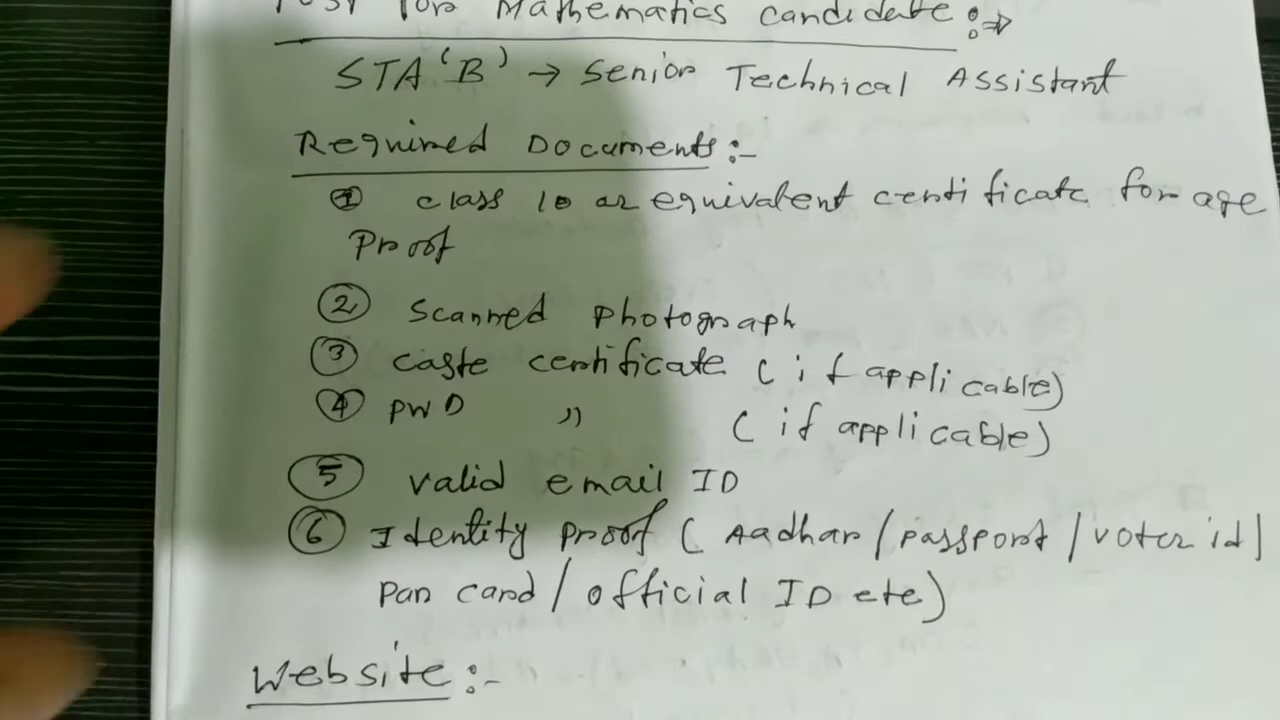 Post for Mathematics candidate :→
STA 'B' → Senior Technical Assistant
Required Documents :-
① class 10 or equivalent certificate for age
Proof
② Scanned photograph
③ caste certificate (if applicable)
④ PWD " (if applicable)
⑤ valid email ID
⑥ Identity Proof ( Aadhar / passport / voter id /
Pan card / official ID etc)
Website :-